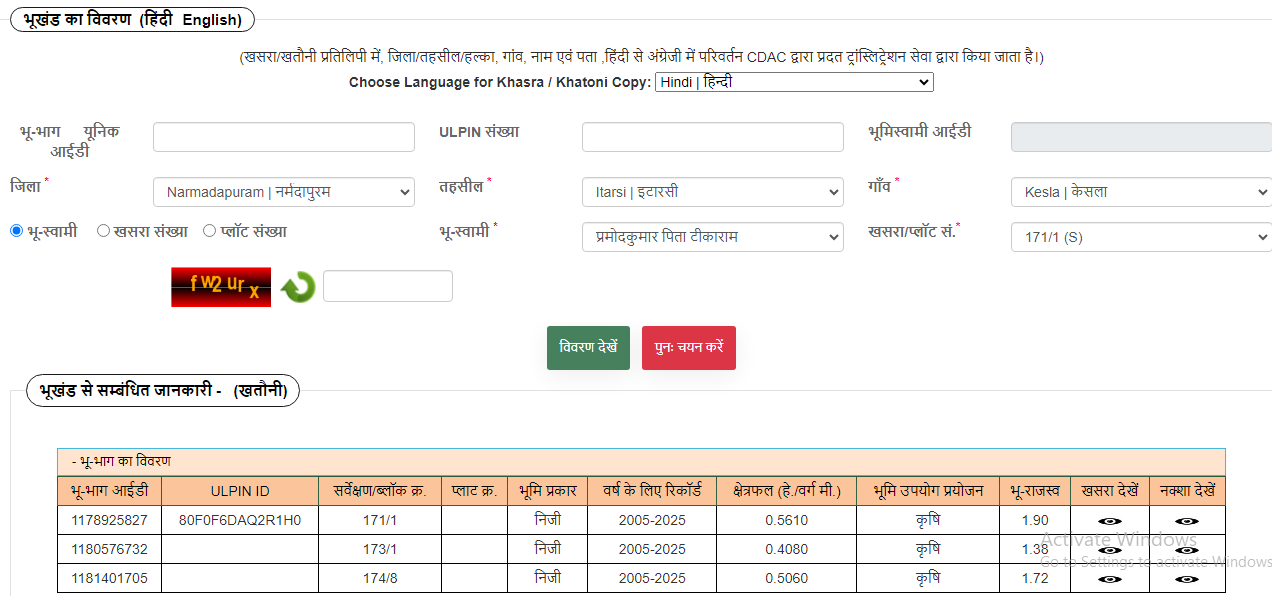 भूखंड का विवरण (हिंदी English)
(खसरा/खतौनी प्रतिलिपी में, जिला/तहसील/हल्का, गांव, नाम एवं पता ,हिंदी से अंग्रेजी में परिवर्तन CDAC द्वारा प्रदत ट्रांस्लिट्रेशन सेवा द्वारा किया जाता है।)
Choose Language for Khasra / Khatoni Copy: Hindi | हिन्दी
भू-भाग यूनिक आईडी ULPIN संख्या भूमिस्वामी आईडी
जिला * Narmadapuram | नर्मदापुरम तहसील * Itarsi | इटारसी गाँव * Kesla | केसला
भू-स्वामी खसरा संख्या प्लॉट संख्या भू-स्वामी * प्रमोदकुमार पिता टीकाराम खसरा/प्लॉट सं.* 171/1 (S)
f W2 ur x
विवरण देखें पुनः चयन करें
भूखंड से सम्बंधित जानकारी - (खतौनी)
- भू-भाग का विवरण
भू-भाग आईडी ULPIN ID सर्वेक्षण/ब्लॉक क्र. प्लाट क्र. भूमि प्रकार वर्ष के लिए रिकॉर्ड क्षेत्रफल (हे./वर्ग मी.) भूमि उपयोग प्रयोजन भू-राजस्व खसरा देखें नक्शा देखें
1178925827 80F0F6DAQ2R1H0 171/1 निजी 2005-2025 0.5610 कृषि 1.90
1180576732 173/1 निजी 2005-2025 0.4080 कृषि 1.38
1181401705 174/8 निजी 2005-2025 0.5060 कृषि 1.72
Activate Windows
Go to Settings to activate Windows